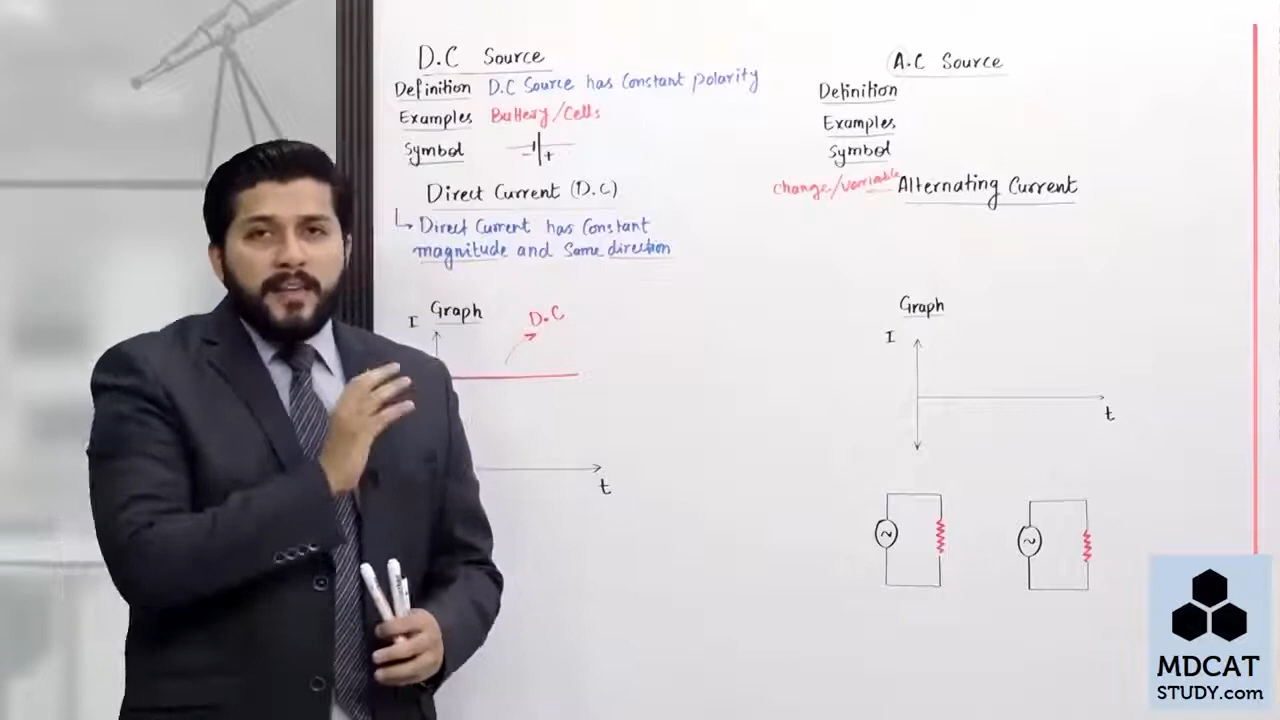 D.C Source
Definition D.C Source has Constant polarity
Examples Battery/Cells
Symbol
- +
Direct Current (D.C)
Direct Current has Constant
magnitude and Same direction
Graph
I
D.C
t
A.C Source
Definition
Examples
Symbol
change/variable Alternating Current
Graph
I
t
~
~
MDCAT
STUDY.com